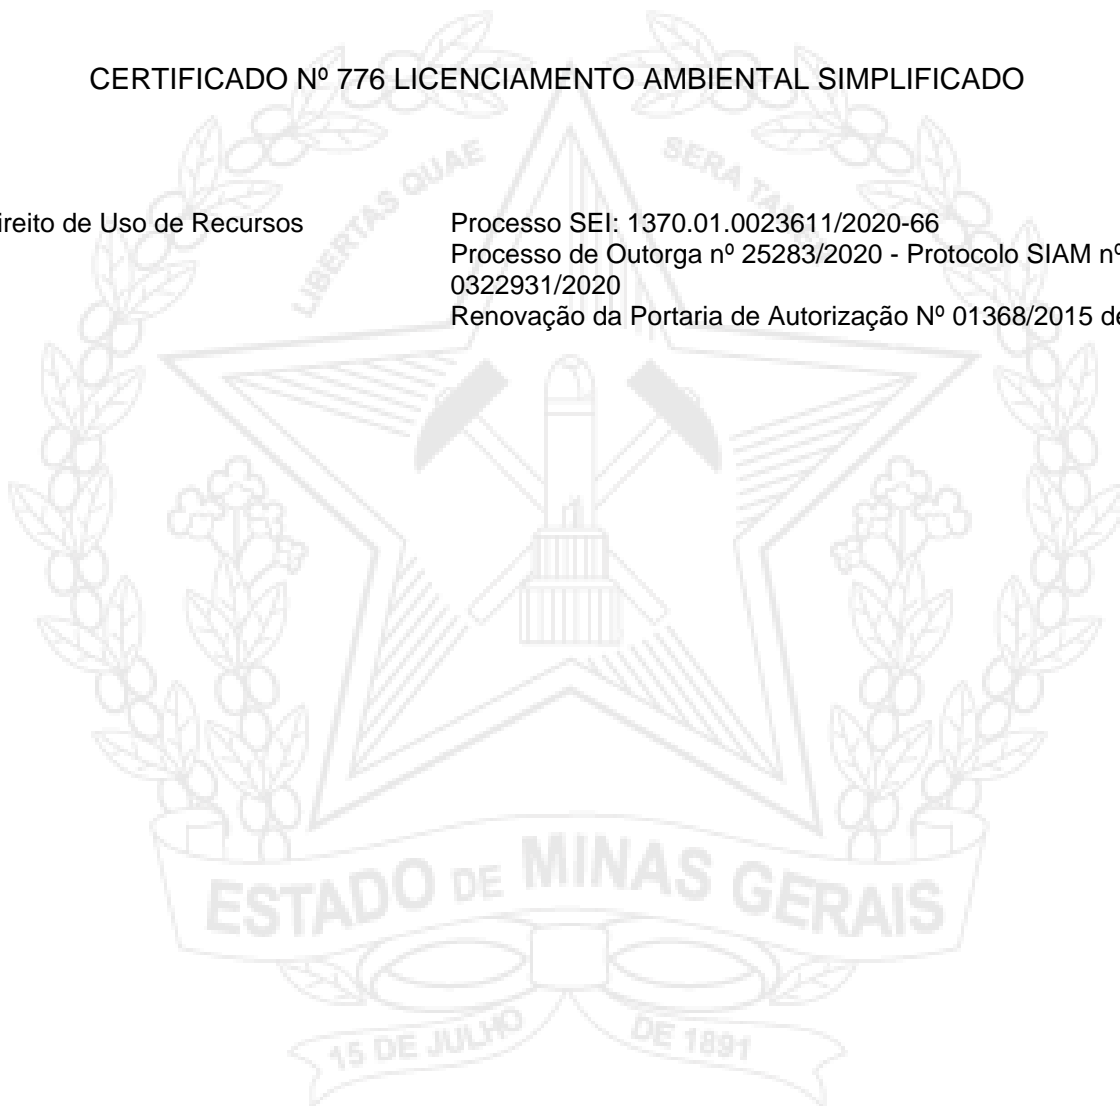 CERTIFICADO Nº 776 LICENCIAMENTO AMBIENTAL SIMPLIFICADO
LIBERTAS QUAE
SERA TAM
ireito de Uso de Recursos
Processo SEI: 1370.01.0023611/2020-66
Processo de Outorga nº 25283/2020 - Protocolo SIAM nº
0322931/2020
Renovação da Portaria de Autorização Nº 01368/2015 de
ESTADO DE MINAS GERAIS
15 DE JULHO DE 1891